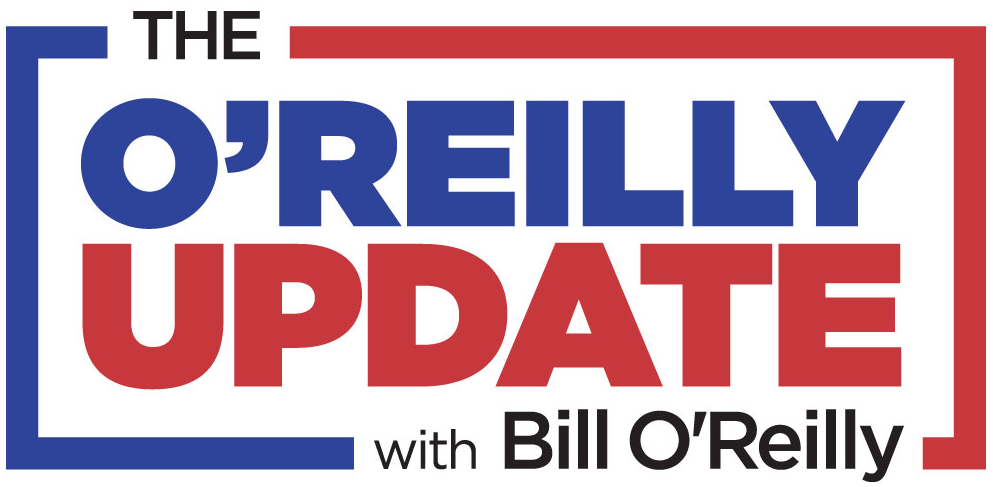 THE
O’REILLY
UPDATE
with Bill O'Reilly